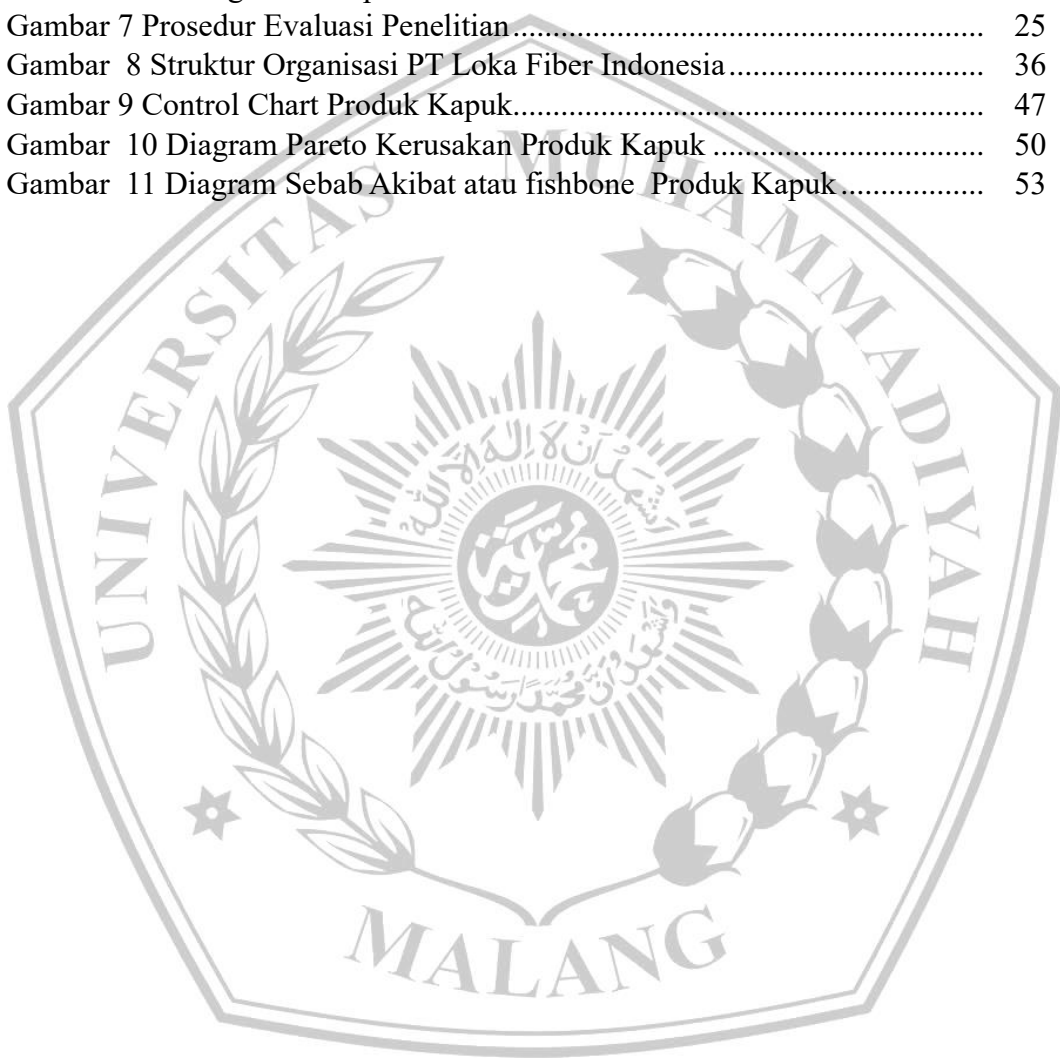 Gambar 7 Prosedur Evaluasi Penelitian 25
Gambar  8 Struktur Organisasi PT Loka Fiber Indonesia 36
Gambar 9 Control Chart Produk Kapuk 47
Gambar  10 Diagram Pareto Kerusakan Produk Kapuk 50
Gambar  11 Diagram Sebab Akibat atau fishbone  Produk Kapuk 53
UNIVERSITAS MUHAMMADIYAH
MALANG